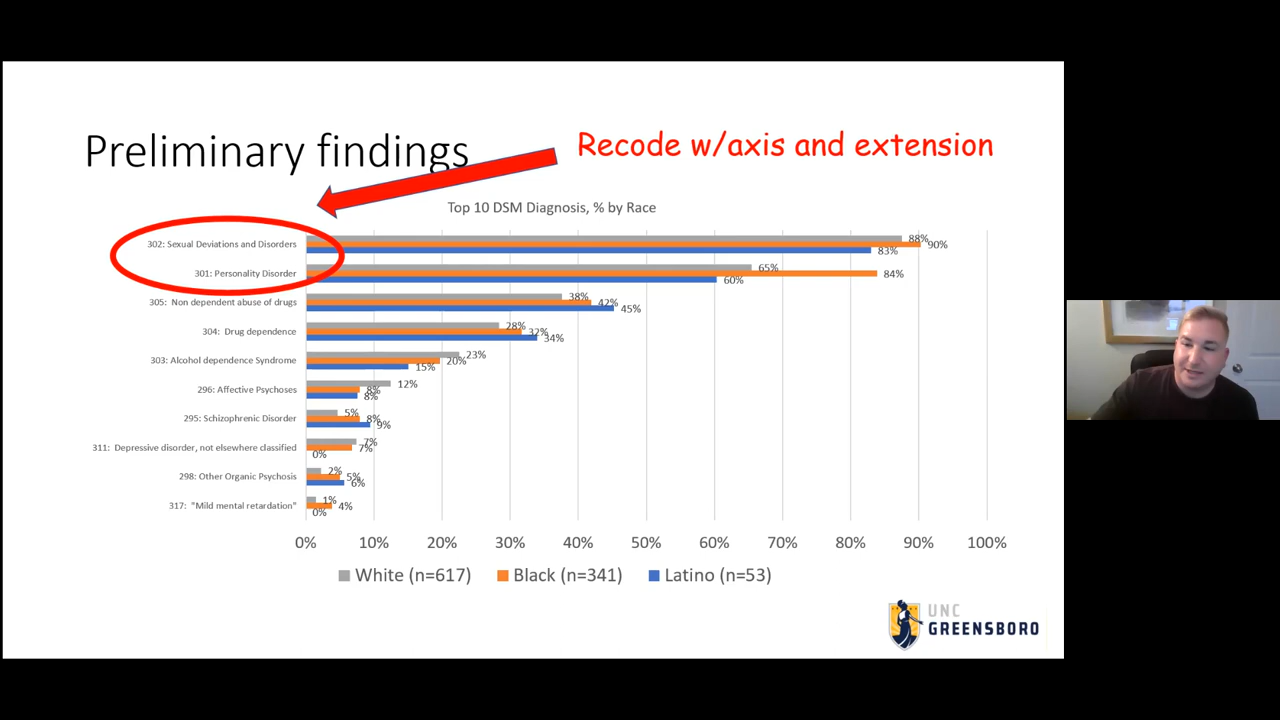 Preliminary findings
Recode w/axis and extension
Top 10 DSM Diagnosis, % by Race
302: Sexual Deviations and Disorders
88%
90%
83%
301: Personality Disorder
65%
84%
60%
305: Non dependent abuse of drugs
38%
42%
45%
304: Drug dependence
28%
32%
34%
303: Alcohol dependence Syndrome
23%
20%
15%
296: Affective Psychoses
12%
8%
8%
295: Schizophrenic Disorder
5%
8%
9%
311: Depressive disorder, not elsewhere classified
7%
7%
0%
298: Other Organic Psychosis
2%
5%
6%
317: "Mild mental retardation"
1%
4%
0%
0% 10% 20% 30% 40% 50% 60% 70% 80% 90% 100%
White (n=617) Black (n=341) Latino (n=53)
UNC
GREENSBORO